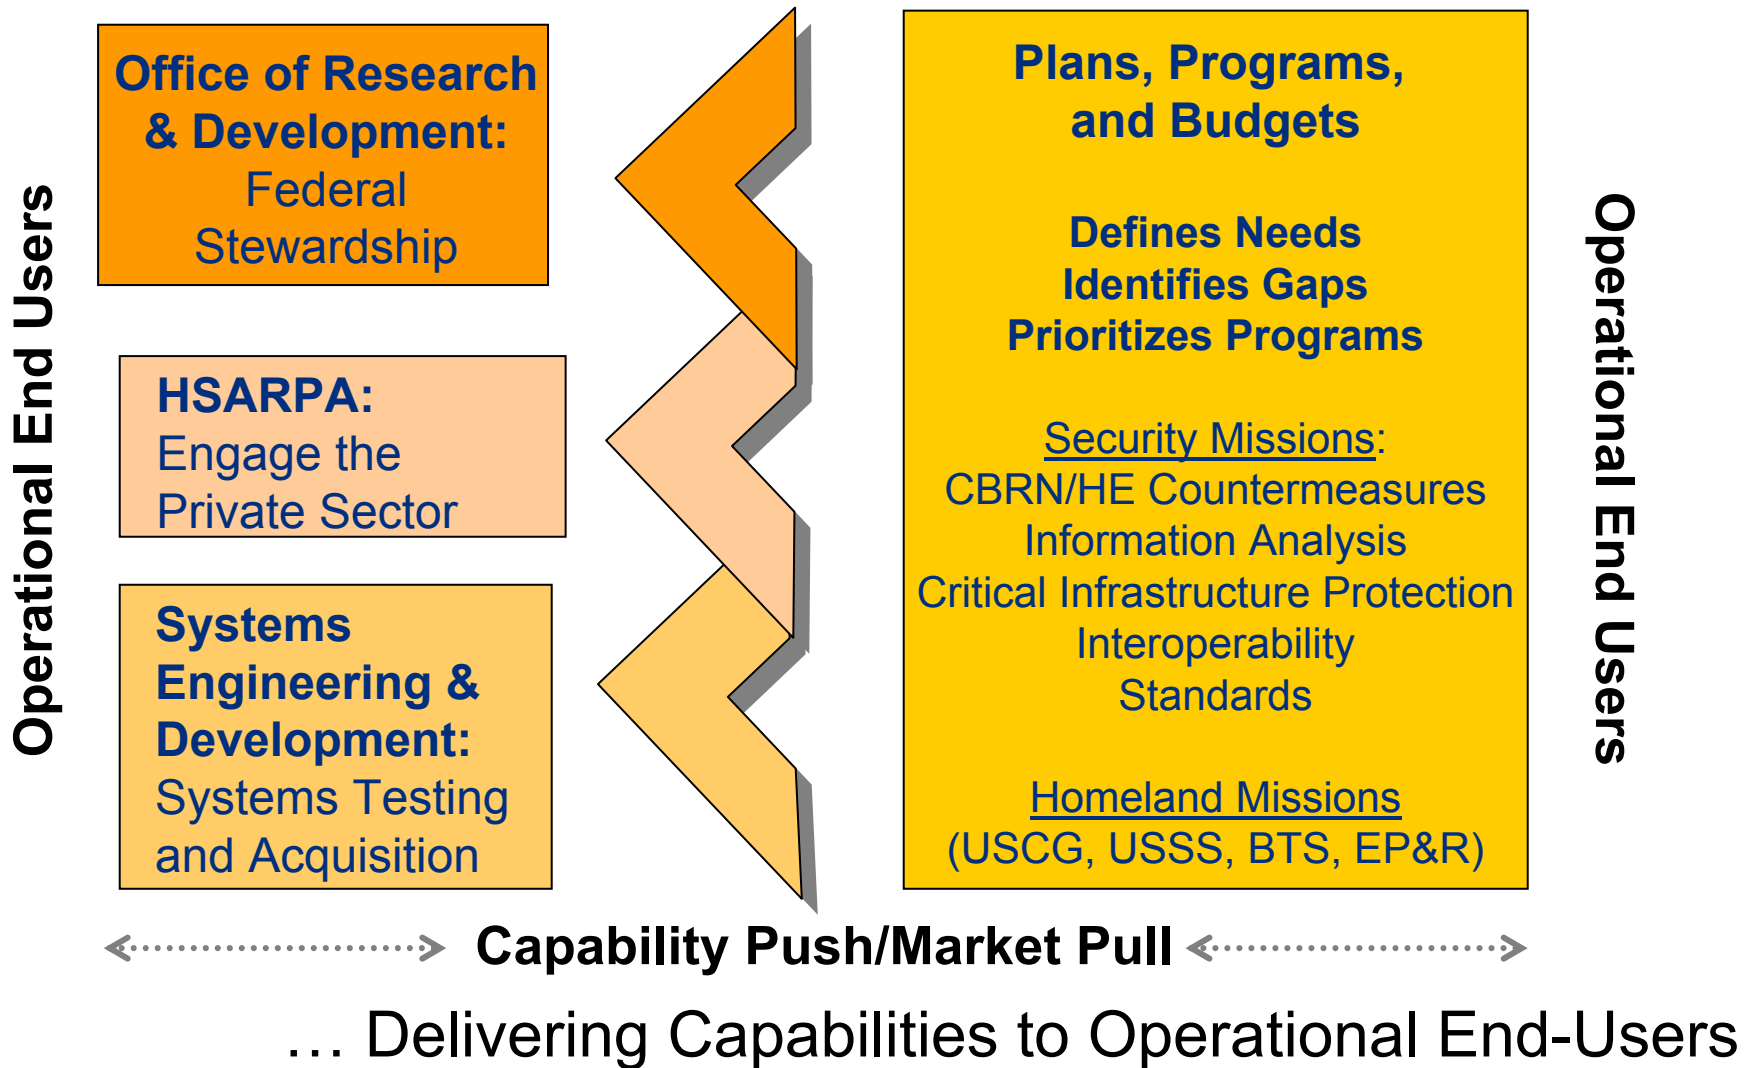 Operational End Users
Office of Research
& Development:
Federal
Stewardship
HSARPA:
Engage the
Private Sector
Systems
Engineering &
Development:
Systems Testing
and Acquisition
Plans, Programs,
and Budgets
Defines Needs
Identifies Gaps
Prioritizes Programs
Security Missions:
CBRN/HE Countermeasures
Information Analysis
Critical Infrastructure Protection
Interoperability
Standards
Homeland Missions
(USCG, USSS, BTS, EP&R)
Operational End Users
Capability Push/Market Pull
… Delivering Capabilities to Operational End-Users